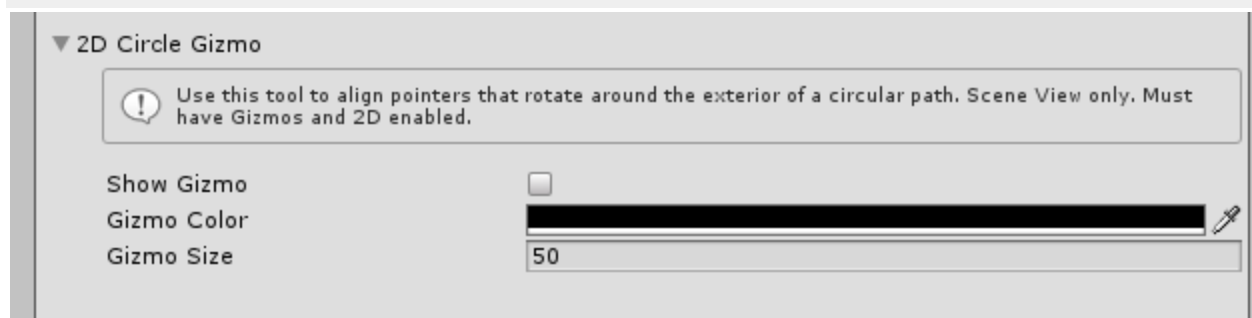 2D Circle Gizmo
Use this tool to align pointers that rotate around the exterior of a circular path. Scene View only. Must
have Gizmos and 2D enabled.
Show Gizmo
Gizmo Color
Gizmo Size 50